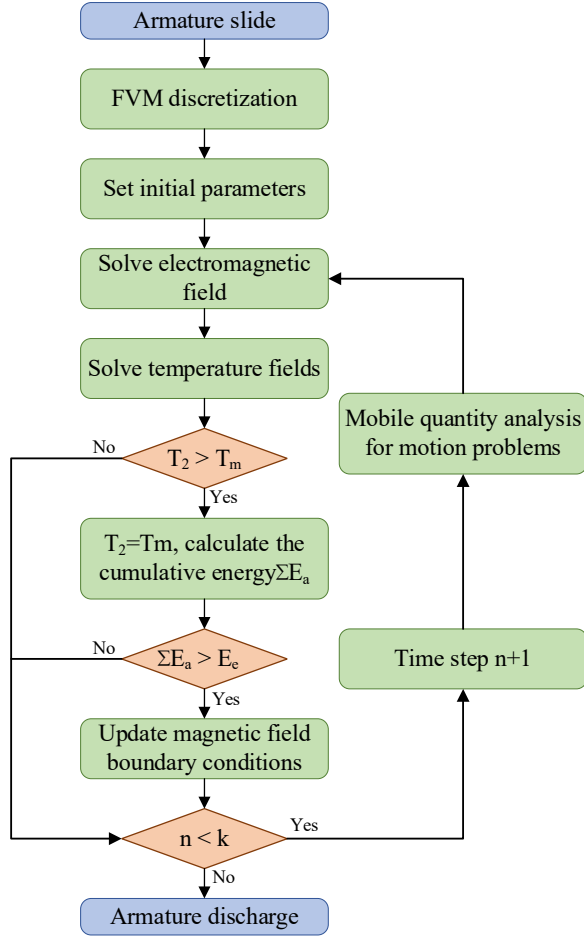 Armature slide
FVM discretization
Set initial parameters
Solve electromagnetic
field
Solve temperature fields
Mobile quantity analysis
for motion problems
No
T₂ > Tₘ
Yes
T₂=Tm, calculate the
cumulative energyΣEₐ
No
ΣEₐ > Eₑ
Time step n+1
Yes
Update magnetic field
boundary conditions
n < k
Yes
No
Armature discharge